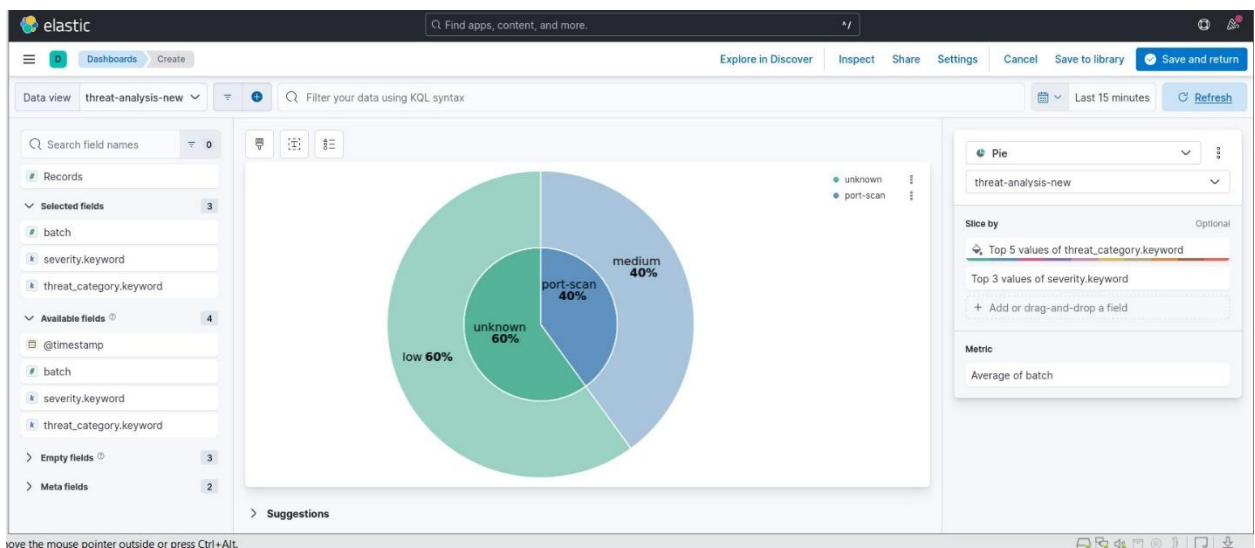 elastic
Find apps, content, and more.
^/
D
Dashboards
Create
Explore in Discover
Inspect
Share
Settings
Cancel
Save to library
Save and return
Data view
threat-analysis-new
Filter your data using KQL syntax
Last 15 minutes
Refresh
Search field names
0
Records
Selected fields
3
batch
severity.keyword
threat_category.keyword
Available fields
4
@timestamp
batch
severity.keyword
threat_category.keyword
Empty fields
3
Meta fields
2
unknown
port-scan
medium
40%
port-scan
40%
unknown
60%
low 60%
Suggestions
Pie
threat-analysis-new
Slice by
Optional
Top 5 values of threat_category.keyword
Top 3 values of severity.keyword
+ Add or drag-and-drop a field
Metric
Average of batch
ove the mouse pointer outside or press Ctrl+Alt.